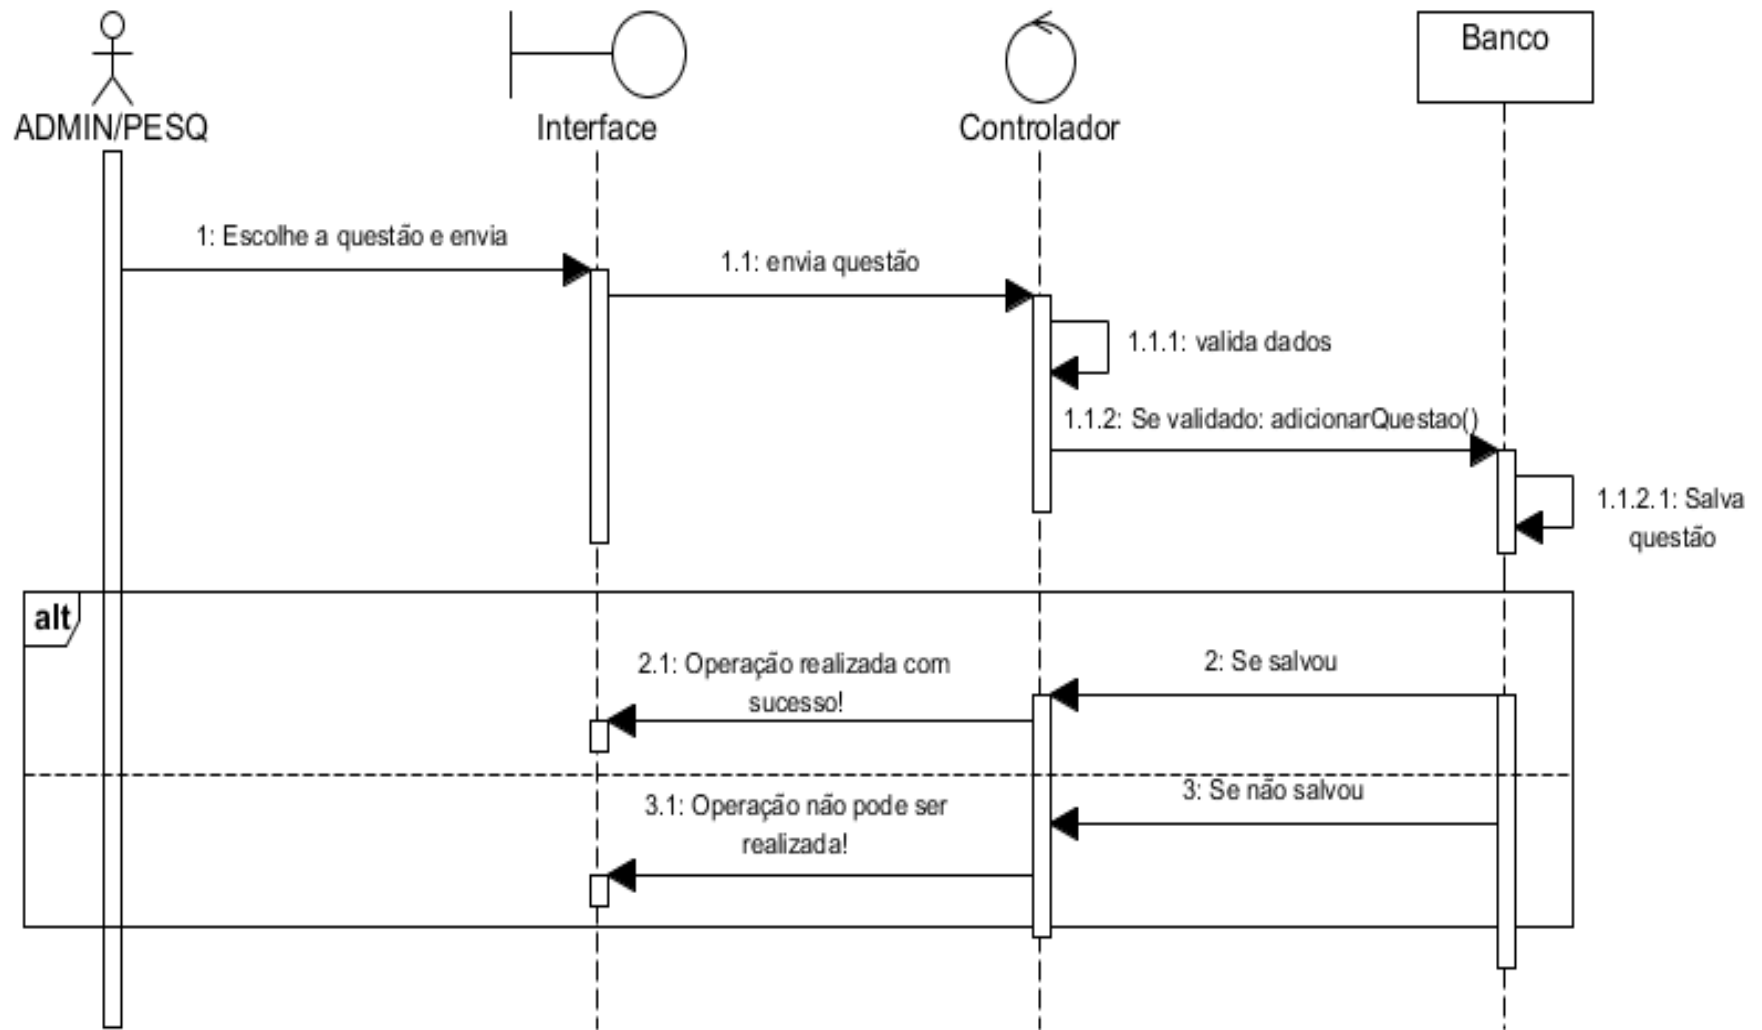 Banco
ADMIN/PESQ
Interface
Controlador
1: Escolhe a questão e envia
1.1: envia questão
1.1.1: valida dados
1.1.2: Se validado: adicionarQuestao()
1.1.2.1: Salva
questão
alt
2.1: Operação realizada com
sucesso!
2: Se salvou
3: Se não salvou
3.1: Operação não pode ser
realizada!